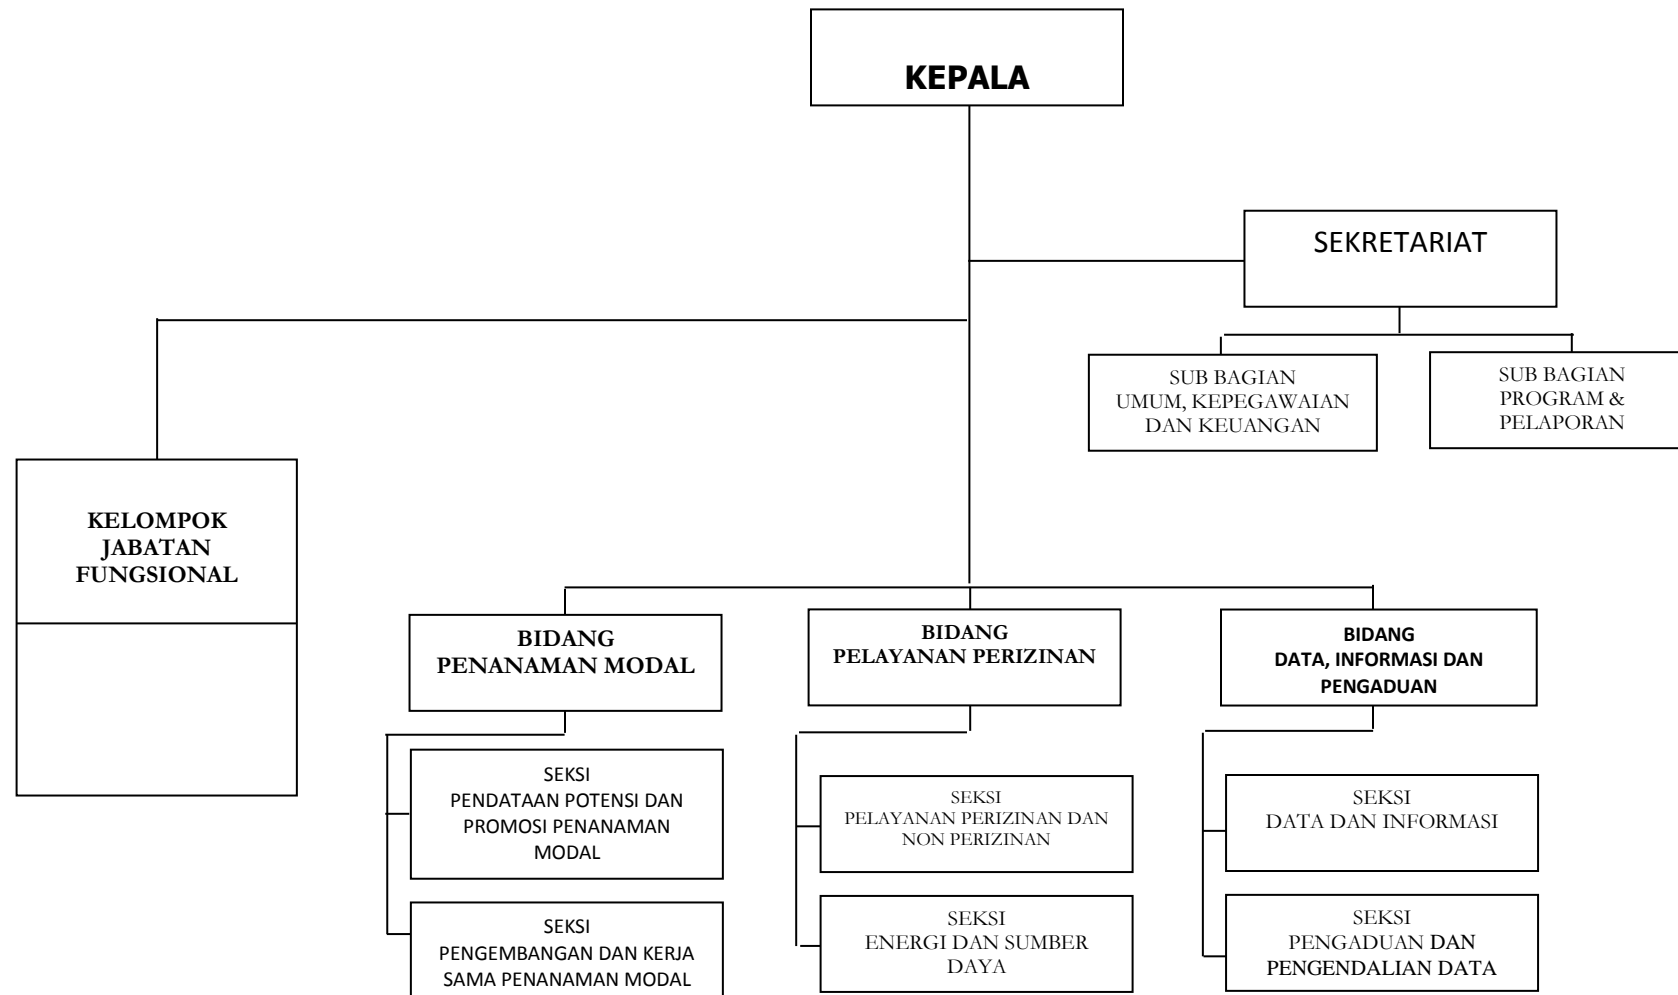 KEPALA
SEKRETARIAT
SUB BAGIAN
UMUM, KEPEGAWAIAN
DAN KEUANGAN
SUB BAGIAN
PROGRAM &
PELAPORAN
KELOMPOK
JABATAN
FUNGSIONAL
BIDANG
PENANAMAN MODAL
BIDANG
PELAYANAN PERIZINAN
BIDANG
DATA, INFORMASI DAN
PENGADUAN
SEKSI
PENDATAAN POTENSI DAN
PROMOSI PENANAMAN
MODAL
SEKSI
PELAYANAN PERIZINAN DAN
NON PERIZINAN
SEKSI
DATA DAN INFORMASI
SEKSI
PENGEMBANGAN DAN KERJA
SAMA PENANAMAN MODAL
SEKSI
ENERGI DAN SUMBER
DAYA
SEKSI
PENGADUAN DAN
PENGENDALIAN DATA